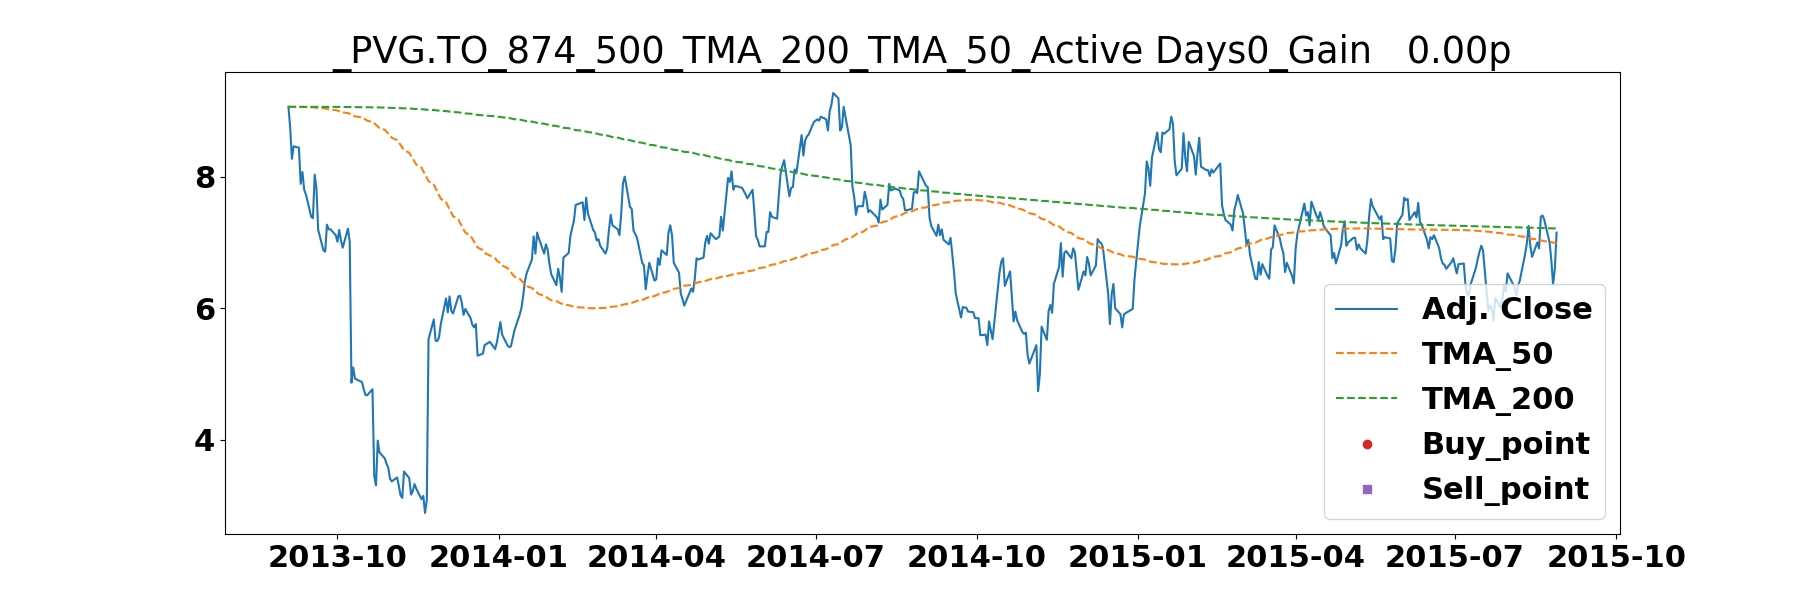 _PVG.TO_874_500_TMA_200_TMA_50_Active Days0_Gain   0.00p
8
6
4
Adj. Close
TMA_50
TMA_200
Buy_point
Sell_point
2013-10 2014-01 2014-04 2014-07 2014-10 2015-01 2015-04 2015-07 2015-10